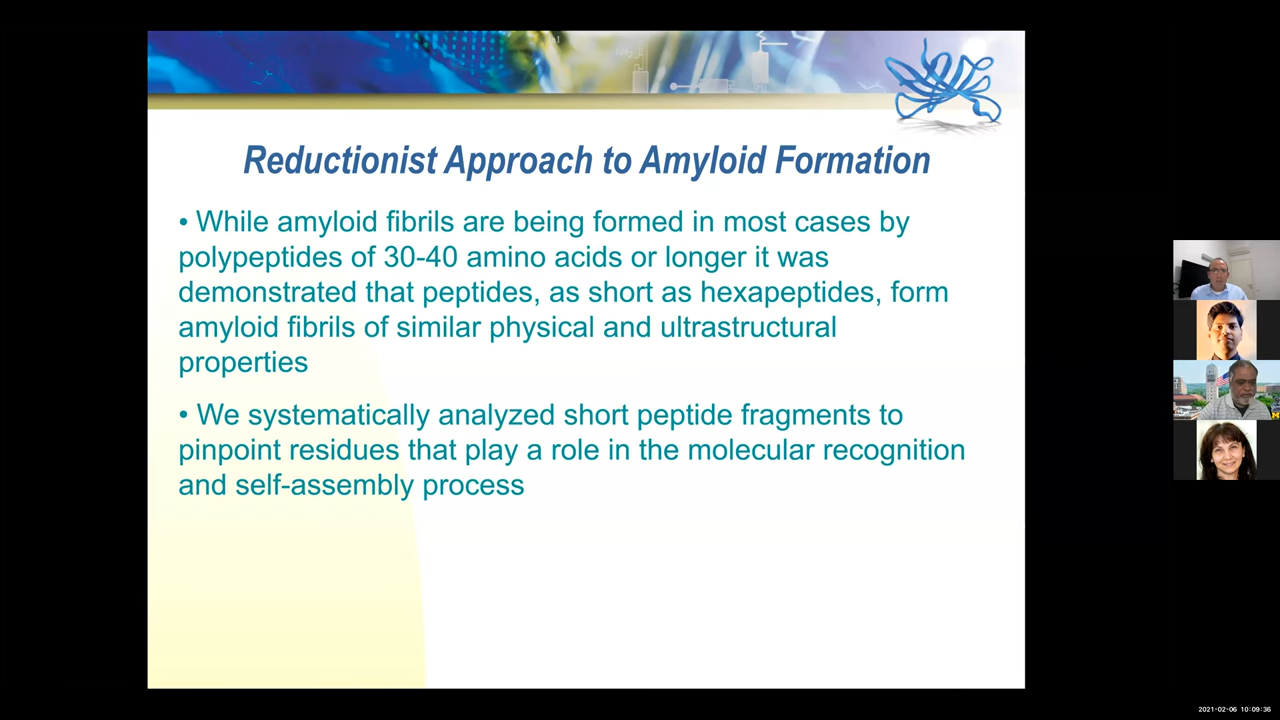 Reductionist Approach to Amyloid Formation
• While amyloid fibrils are being formed in most cases by
polypeptides of 30-40 amino acids or longer it was
demonstrated that peptides, as short as hexapeptides, form
amyloid fibrils of similar physical and ultrastructural
properties
• We systematically analyzed short peptide fragments to
pinpoint residues that play a role in the molecular recognition
and self-assembly process
M
2021-02-06 10:09:36